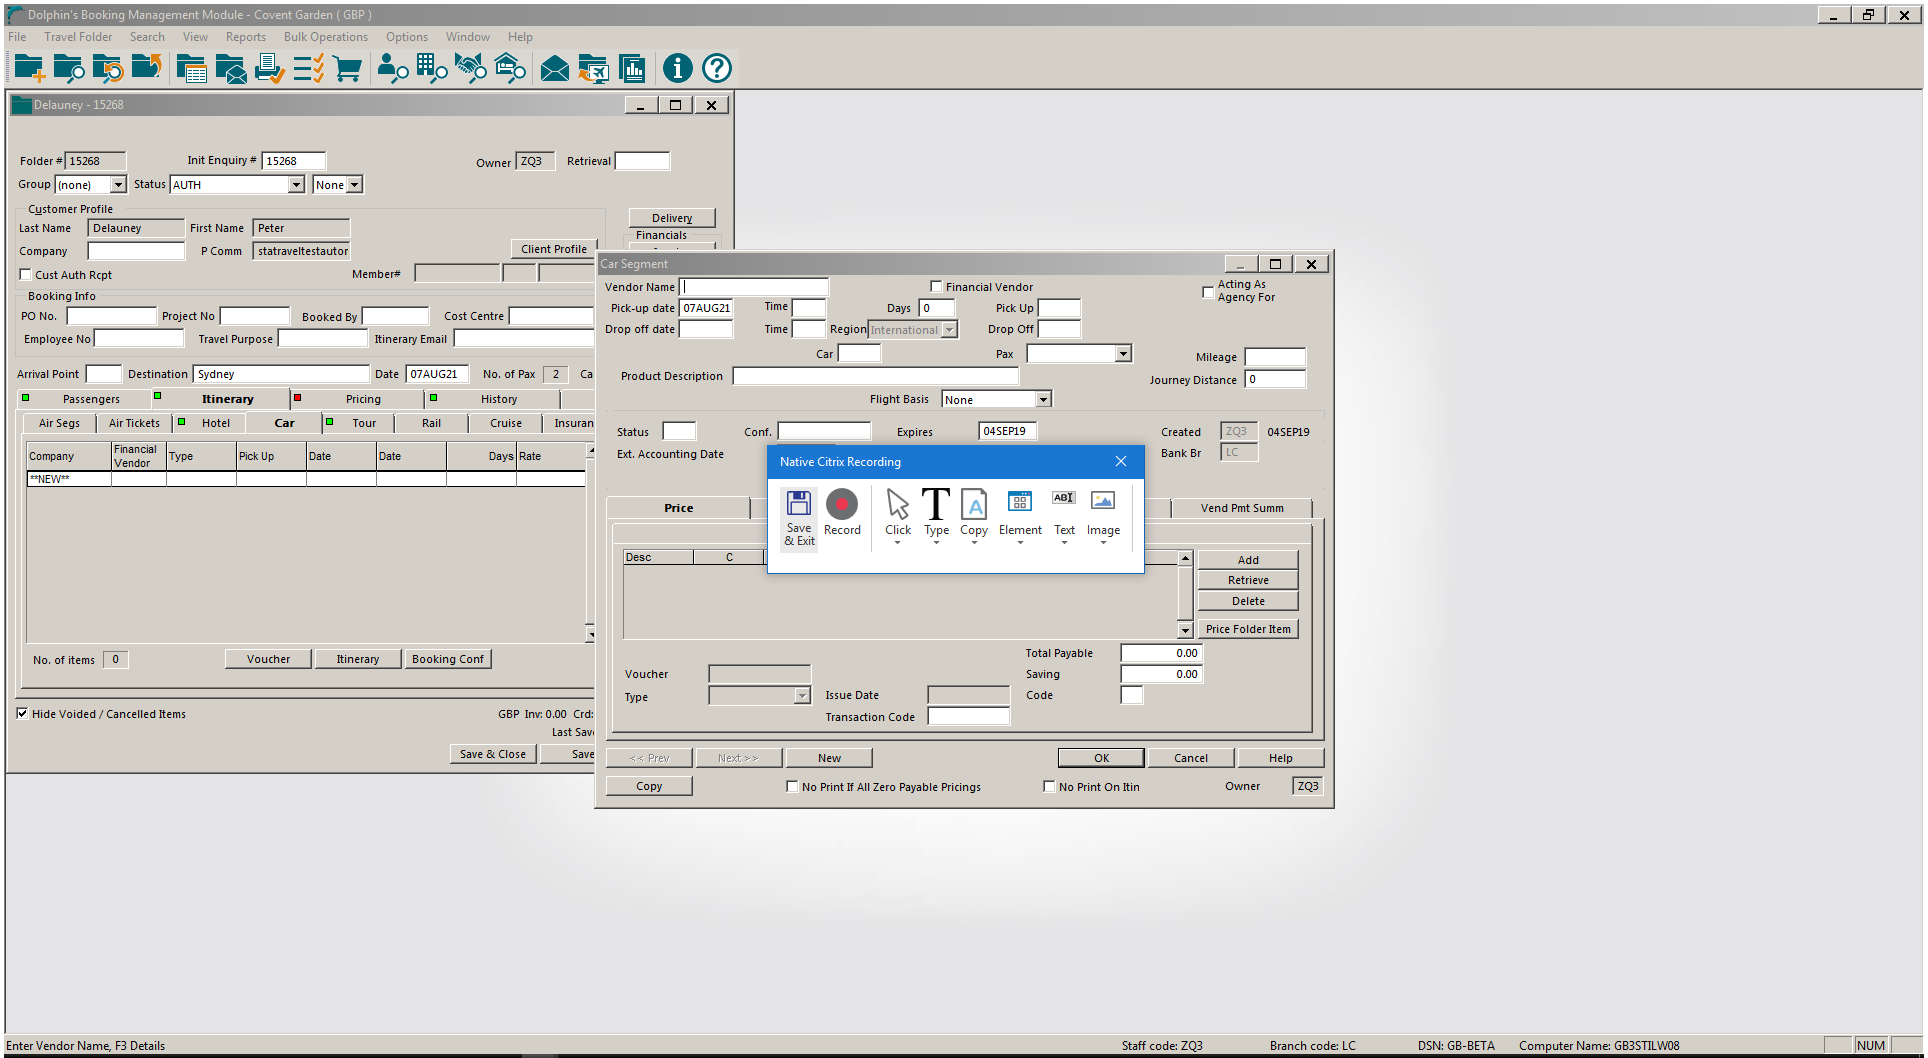 Dolphin's Booking Management Module - Covent Garden ( GBP )
File Travel Folder Search View Reports Bulk Operations Options Window Help
Delauney - 15268
Folder # 15268 Init Enquiry # 15268 Owner ZQ3 Retrieval
Group (none) Status AUTH None
Customer Profile
Last Name Delauney First Name Peter Delivery
Financials
Company P Comm statraveltestautor Client Profile
Cust Auth Rcpt Member#
Booking Info
PO No. Project No Booked By Cost Centre
Employee No Travel Purpose Itinerary Email
Arrival Point Destination Sydney Date 07AUG21 No. of Pax 2 Ca
Passengers Itinerary Pricing History
Air Segs Air Tickets Hotel Car Tour Rail Cruise Insuran
Company Financial Vendor Type Pick Up Date Date Days Rate
**NEW**
No. of items 0 Voucher Itinerary Booking Conf
Hide Voided / Cancelled Items GBP Inv: 0.00 Crd:
Last Save
Save & Close Save
Car Segment
Vendor Name Financial Vendor Acting As
Agency For
Pick-up date 07AUG21 Time Days 0 Pick Up
Drop off date Time Region International Drop Off
Car Pax Mileage
Product Description Journey Distance 0
Flight Basis None
Status Conf. Expires 04SEP19 Created ZQ3 04SEP19
Ext. Accounting Date Bank Br LC
Native Citrix Recording
Save & Exit Record Click Type Copy Element Text Image
ABI
A
Price Vend Pmt Summ
Desc C
Add
Retrieve
Delete
Price Folder Item
Total Payable 0.00
Voucher Saving 0.00
Type Issue Date Code
Transaction Code
<< Prev Next >> New OK Cancel Help
Copy No Print If All Zero Payable Pricings No Print On Itin Owner ZQ3
Enter Vendor Name, F3 Details Staff code: ZQ3 Branch code: LC DSN: GB-BETA Computer Name: GB3STILW08 NUM